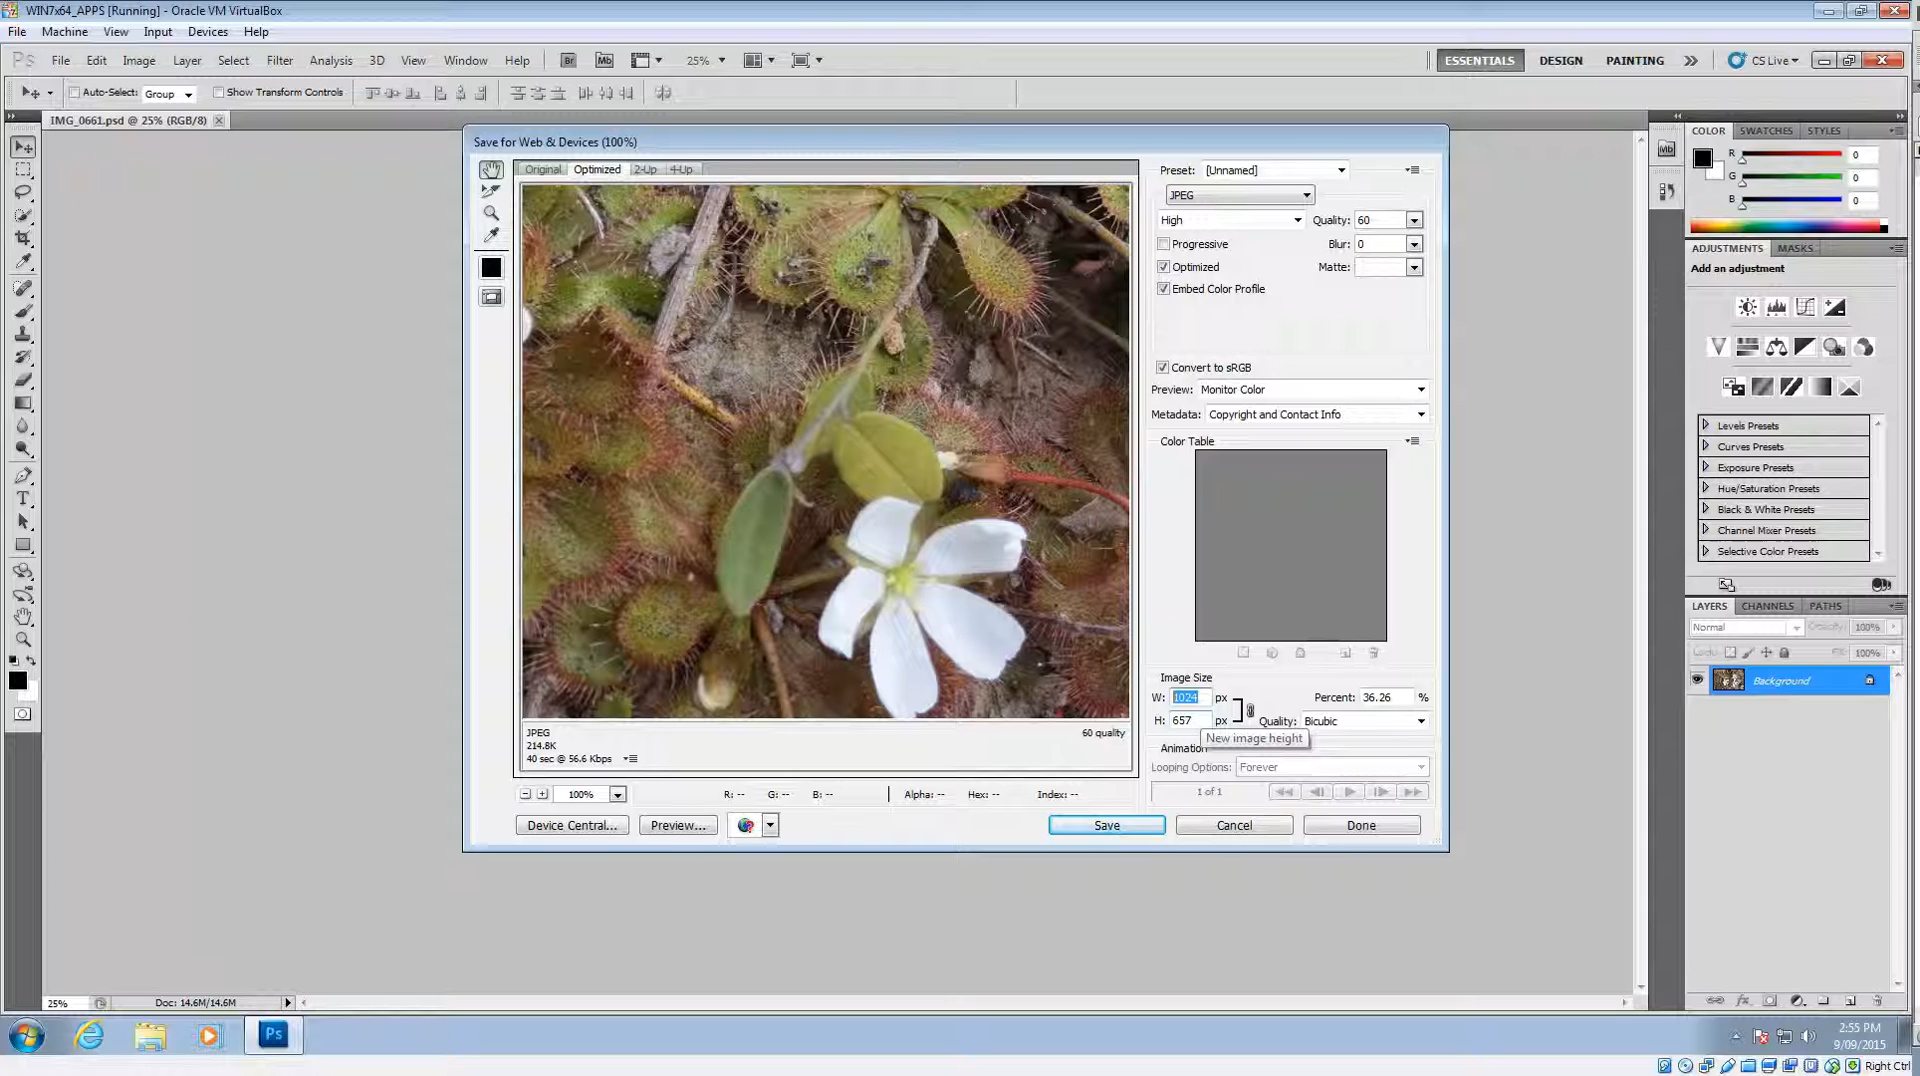 WIN7x64_APPS [Running] - Oracle VM VirtualBox
File Machine View Input Devices Help
Ps File Edit Image Layer Select Filter Analysis 3D View Window Help Br Mb 25% ESSENTIALS DESIGN PAINTING CS Live
Auto-Select: Group Show Transform Controls
IMG_0661.psd @ 25% (RGB/8)
Save for Web & Devices (100%)
Original Optimized 2-Up 4-Up
Preset: [Unnamed]
JPEG
High Quality: 60
Progressive Blur: 0
Optimized Matte:
Embed Color Profile
Convert to sRGB
Preview: Monitor Color
Metadata: Copyright and Contact Info
Color Table
Image Size
W: 1024 px Percent: 36.26 %
H: 657 px Quality: Bicubic
New image height
Animation
Looping Options: Forever
1 of 1
JPEG 60 quality
214.8K
40 sec @ 56.6 Kbps
100% R: -- G: -- B: -- Alpha: -- Hex: -- Index: --
Device Central... Preview... Save Cancel Done
Mb
COLOR SWATCHES STYLES
R 0
G 0
B 0
ADJUSTMENTS MASKS
Add an adjustment
Levels Presets
Curves Presets
Exposure Presets
Hue/Saturation Presets
Black & White Presets
Channel Mixer Presets
Selective Color Presets
LAYERS CHANNELS PATHS
Normal Opacity: 100%
Lock: Fill: 100%
Background
25% Doc: 14.6M/14.6M
Ps
2:55 PM
9/09/2015
Right Ctrl